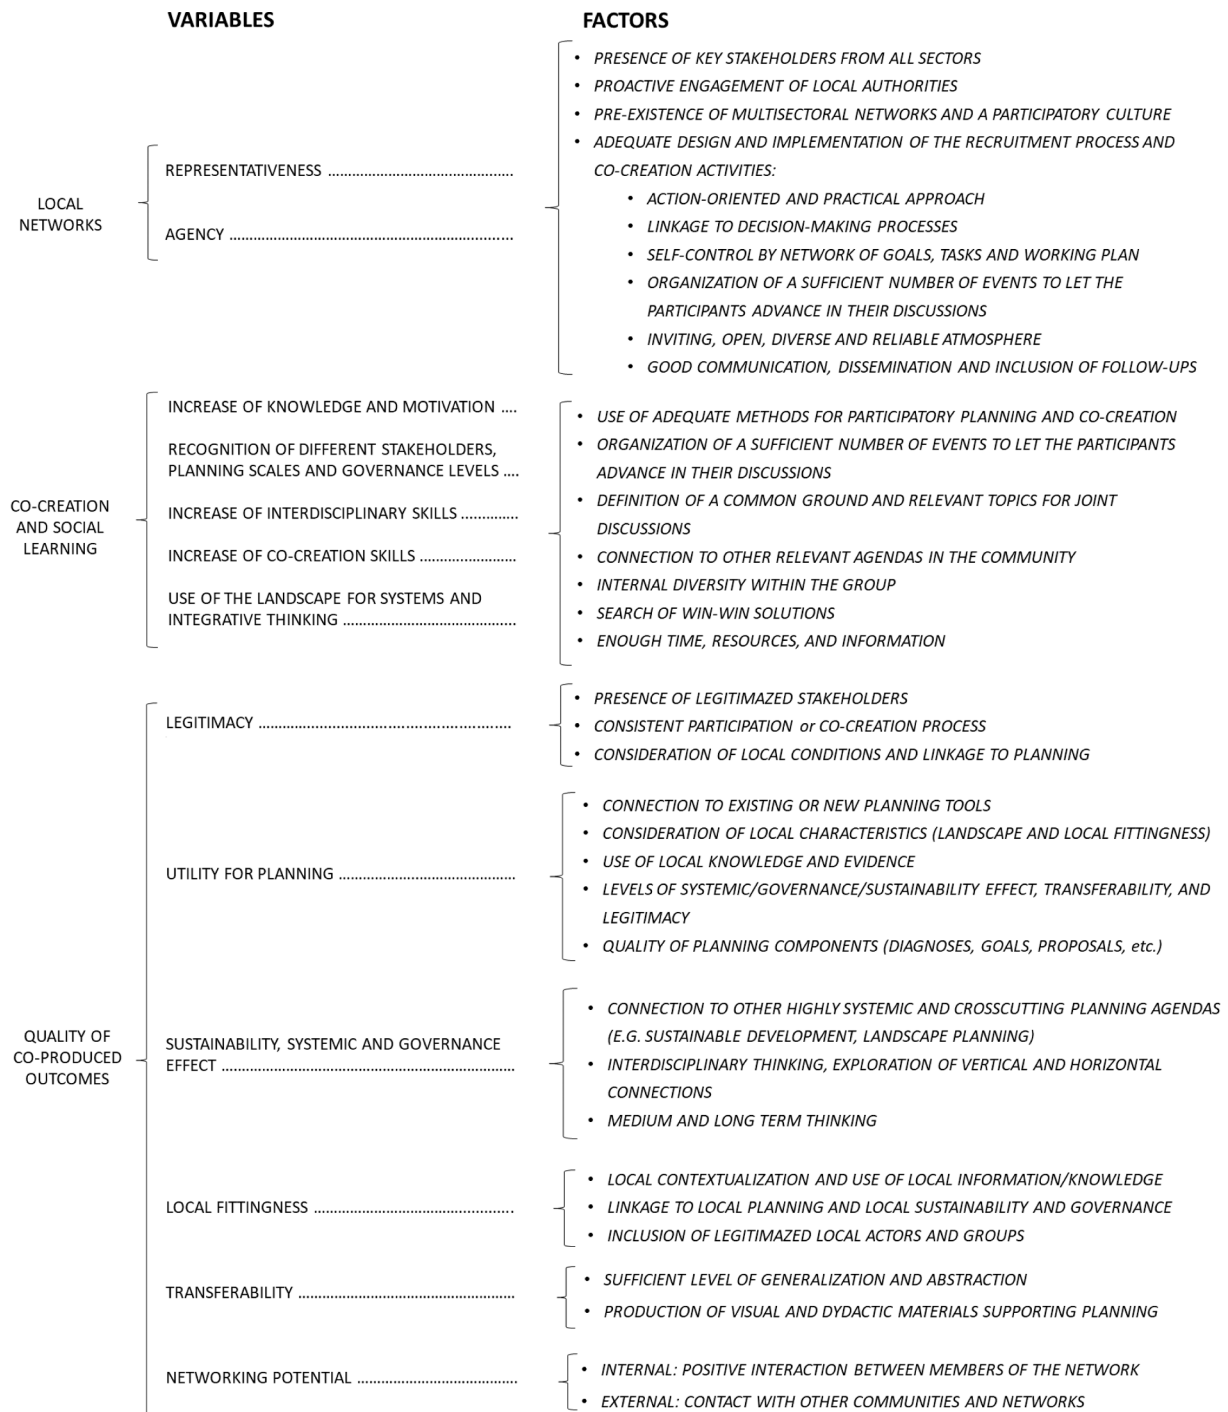 VARIABLES
FACTORS
LOCAL
NETWORKS
REPRESENTATIVENESS ................................................
AGENCY ................................................
• PRESENCE OF KEY STAKEHOLDERS FROM ALL SECTORS
• PROACTIVE ENGAGEMENT OF LOCAL AUTHORITIES
• PRE-EXISTENCE OF MULTISECTORAL NETWORKS AND A PARTICIPATORY CULTURE
• ADEQUATE DESIGN AND IMPLEMENTATION OF THE RECRUITMENT PROCESS AND
CO-CREATION ACTIVITIES:
• ACTION-ORIENTED AND PRACTICAL APPROACH
• LINKAGE TO DECISION-MAKING PROCESSES
• SELF-CONTROL BY NETWORK OF GOALS, TASKS AND WORKING PLAN
• ORGANIZATION OF A SUFFICIENT NUMBER OF EVENTS TO LET THE
PARTICIPANTS ADVANCE IN THEIR DISCUSSIONS
• INVITING, OPEN, DIVERSE AND RELIABLE ATMOSPHERE
• GOOD COMMUNICATION, DISSEMINATION AND INCLUSION OF FOLLOW-UPS
CO-CREATION
AND SOCIAL
LEARNING
INCREASE OF KNOWLEDGE AND MOTIVATION ....
RECOGNITION OF DIFFERENT STAKEHOLDERS,
PLANNING SCALES AND GOVERNANCE LEVELS ....
INCREASE OF INTERDISCIPLINARY SKILLS ..............
INCREASE OF CO-CREATION SKILLS ........................
USE OF THE LANDSCAPE FOR SYSTEMS AND
INTEGRATIVE THINKING ...........................................
• USE OF ADEQUATE METHODS FOR PARTICIPATORY PLANNING AND CO-CREATION
• ORGANIZATION OF A SUFFICIENT NUMBER OF EVENTS TO LET THE PARTICIPANTS
ADVANCE IN THEIR DISCUSSIONS
• DEFINITION OF A COMMON GROUND AND RELEVANT TOPICS FOR JOINT
DISCUSSIONS
• CONNECTION TO OTHER RELEVANT AGENDAS IN THE COMMUNITY
• INTERNAL DIVERSITY WITHIN THE GROUP
• SEARCH OF WIN-WIN SOLUTIONS
• ENOUGH TIME, RESOURCES, AND INFORMATION
QUALITY OF
CO-PRODUCED
OUTCOMES
LEGITIMACY ................................................
• PRESENCE OF LEGITIMAZED STAKEHOLDERS
• CONSISTENT PARTICIPATION or CO-CREATION PROCESS
• CONSIDERATION OF LOCAL CONDITIONS AND LINKAGE TO PLANNING
UTILITY FOR PLANNING ............................................
• CONNECTION TO EXISTING OR NEW PLANNING TOOLS
• CONSIDERATION OF LOCAL CHARACTERISTICS (LANDSCAPE AND LOCAL FITTINGNESS)
• USE OF LOCAL KNOWLEDGE AND EVIDENCE
• LEVELS OF SYSTEMIC/GOVERNANCE/SUSTAINABILITY EFFECT, TRANSFERABILITY, AND
LEGITIMACY
• QUALITY OF PLANNING COMPONENTS (DIAGNOSES, GOALS, PROPOSALS, etc.)
SUSTAINABILITY, SYSTEMIC AND GOVERNANCE
EFFECT ................................................
• CONNECTION TO OTHER HIGHLY SYSTEMIC AND CROSSCUTTING PLANNING AGENDAS
(E.G. SUSTAINABLE DEVELOPMENT, LANDSCAPE PLANNING)
• INTERDISCIPLINARY THINKING, EXPLORATION OF VERTICAL AND HORIZONTAL
CONNECTIONS
• MEDIUM AND LONG TERM THINKING
LOCAL FITTINGNESS ................................................
• LOCAL CONTEXTUALIZATION AND USE OF LOCAL INFORMATION/KNOWLEDGE
• LINKAGE TO LOCAL PLANNING AND LOCAL SUSTAINABILITY AND GOVERNANCE
• INCLUSION OF LEGITIMAZED LOCAL ACTORS AND GROUPS
TRANSFERABILITY ................................................
• SUFFICIENT LEVEL OF GENERALIZATION AND ABSTRACTION
• PRODUCTION OF VISUAL AND DYDACTIC MATERIALS SUPPORTING PLANNING
NETWORKING POTENTIAL ........................................
• INTERNAL: POSITIVE INTERACTION BETWEEN MEMBERS OF THE NETWORK
• EXTERNAL: CONTACT WITH OTHER COMMUNITIES AND NETWORKS